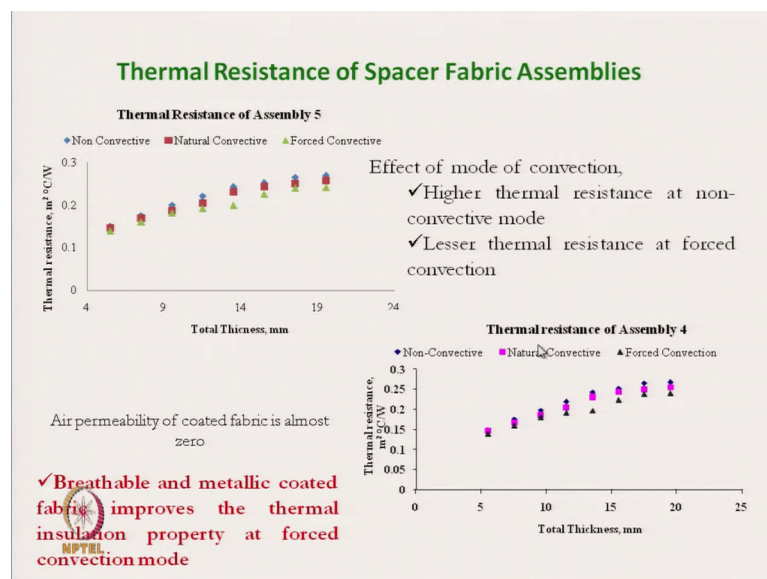 Thermal Resistance of Spacer Fabric Assemblies
Thermal Resistance of Assembly 5
Non Convective Natural Convective Forced Convective
Thermal resistance, m² °C/W
0.3
0.2
0.1
0
4 9 14 19 24
Total Thicness, mm
Effect of mode of convection,
✓Higher thermal resistance at non-
convective mode
✓Lesser thermal resistance at forced
convection
Thermal resistance of Assembly 4
Non-Convective Natural Convective Forced Convection
Thermal resistance,
m² °C/W
0.3
0.25
0.2
0.15
0.1
0.05
0
0 5 10 15 20 25
Total Thickness, mm
Air permeability of coated fabric is almost
zero
✓Breathable and metallic coated
fabric improves the thermal
insulation property at forced
convection mode
NPTEL